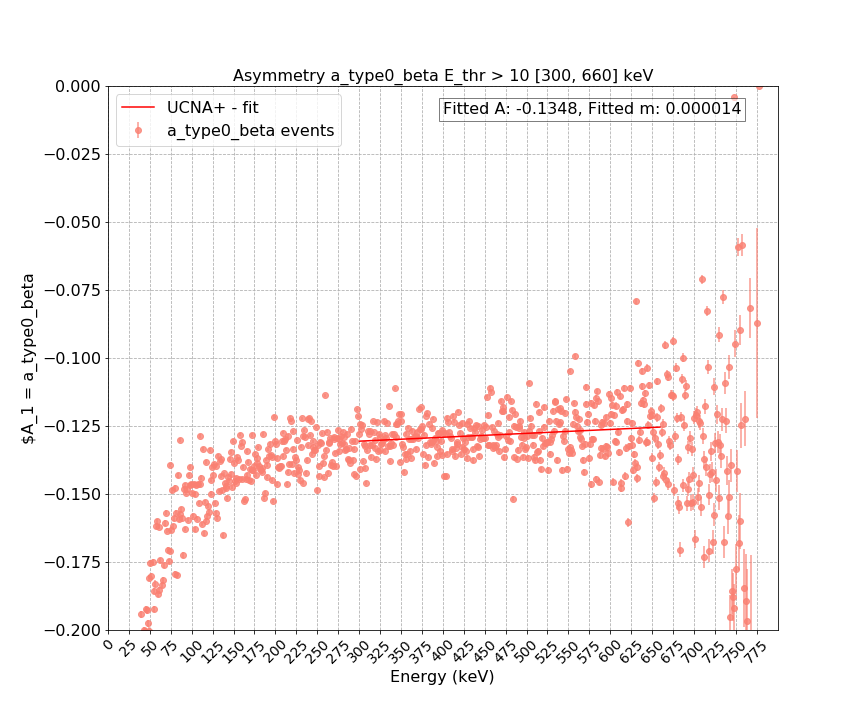 Asymmetry a_type0_beta E_thr > 10 [300, 660] keV
UCNA+ - fit
a_type0_beta events
Fitted A: -0.1348, Fitted m: 0.000014
$A_1 = a_type0_beta
0.000
−0.025
−0.050
−0.075
−0.100
−0.125
−0.150
−0.175
−0.200
0 25 50 75 100 125 150 175 200 225 250 275 300 325 350 375 400 425 450 475 500 525 550 575 600 625 650 675 700 725 750 775
Energy (keV)